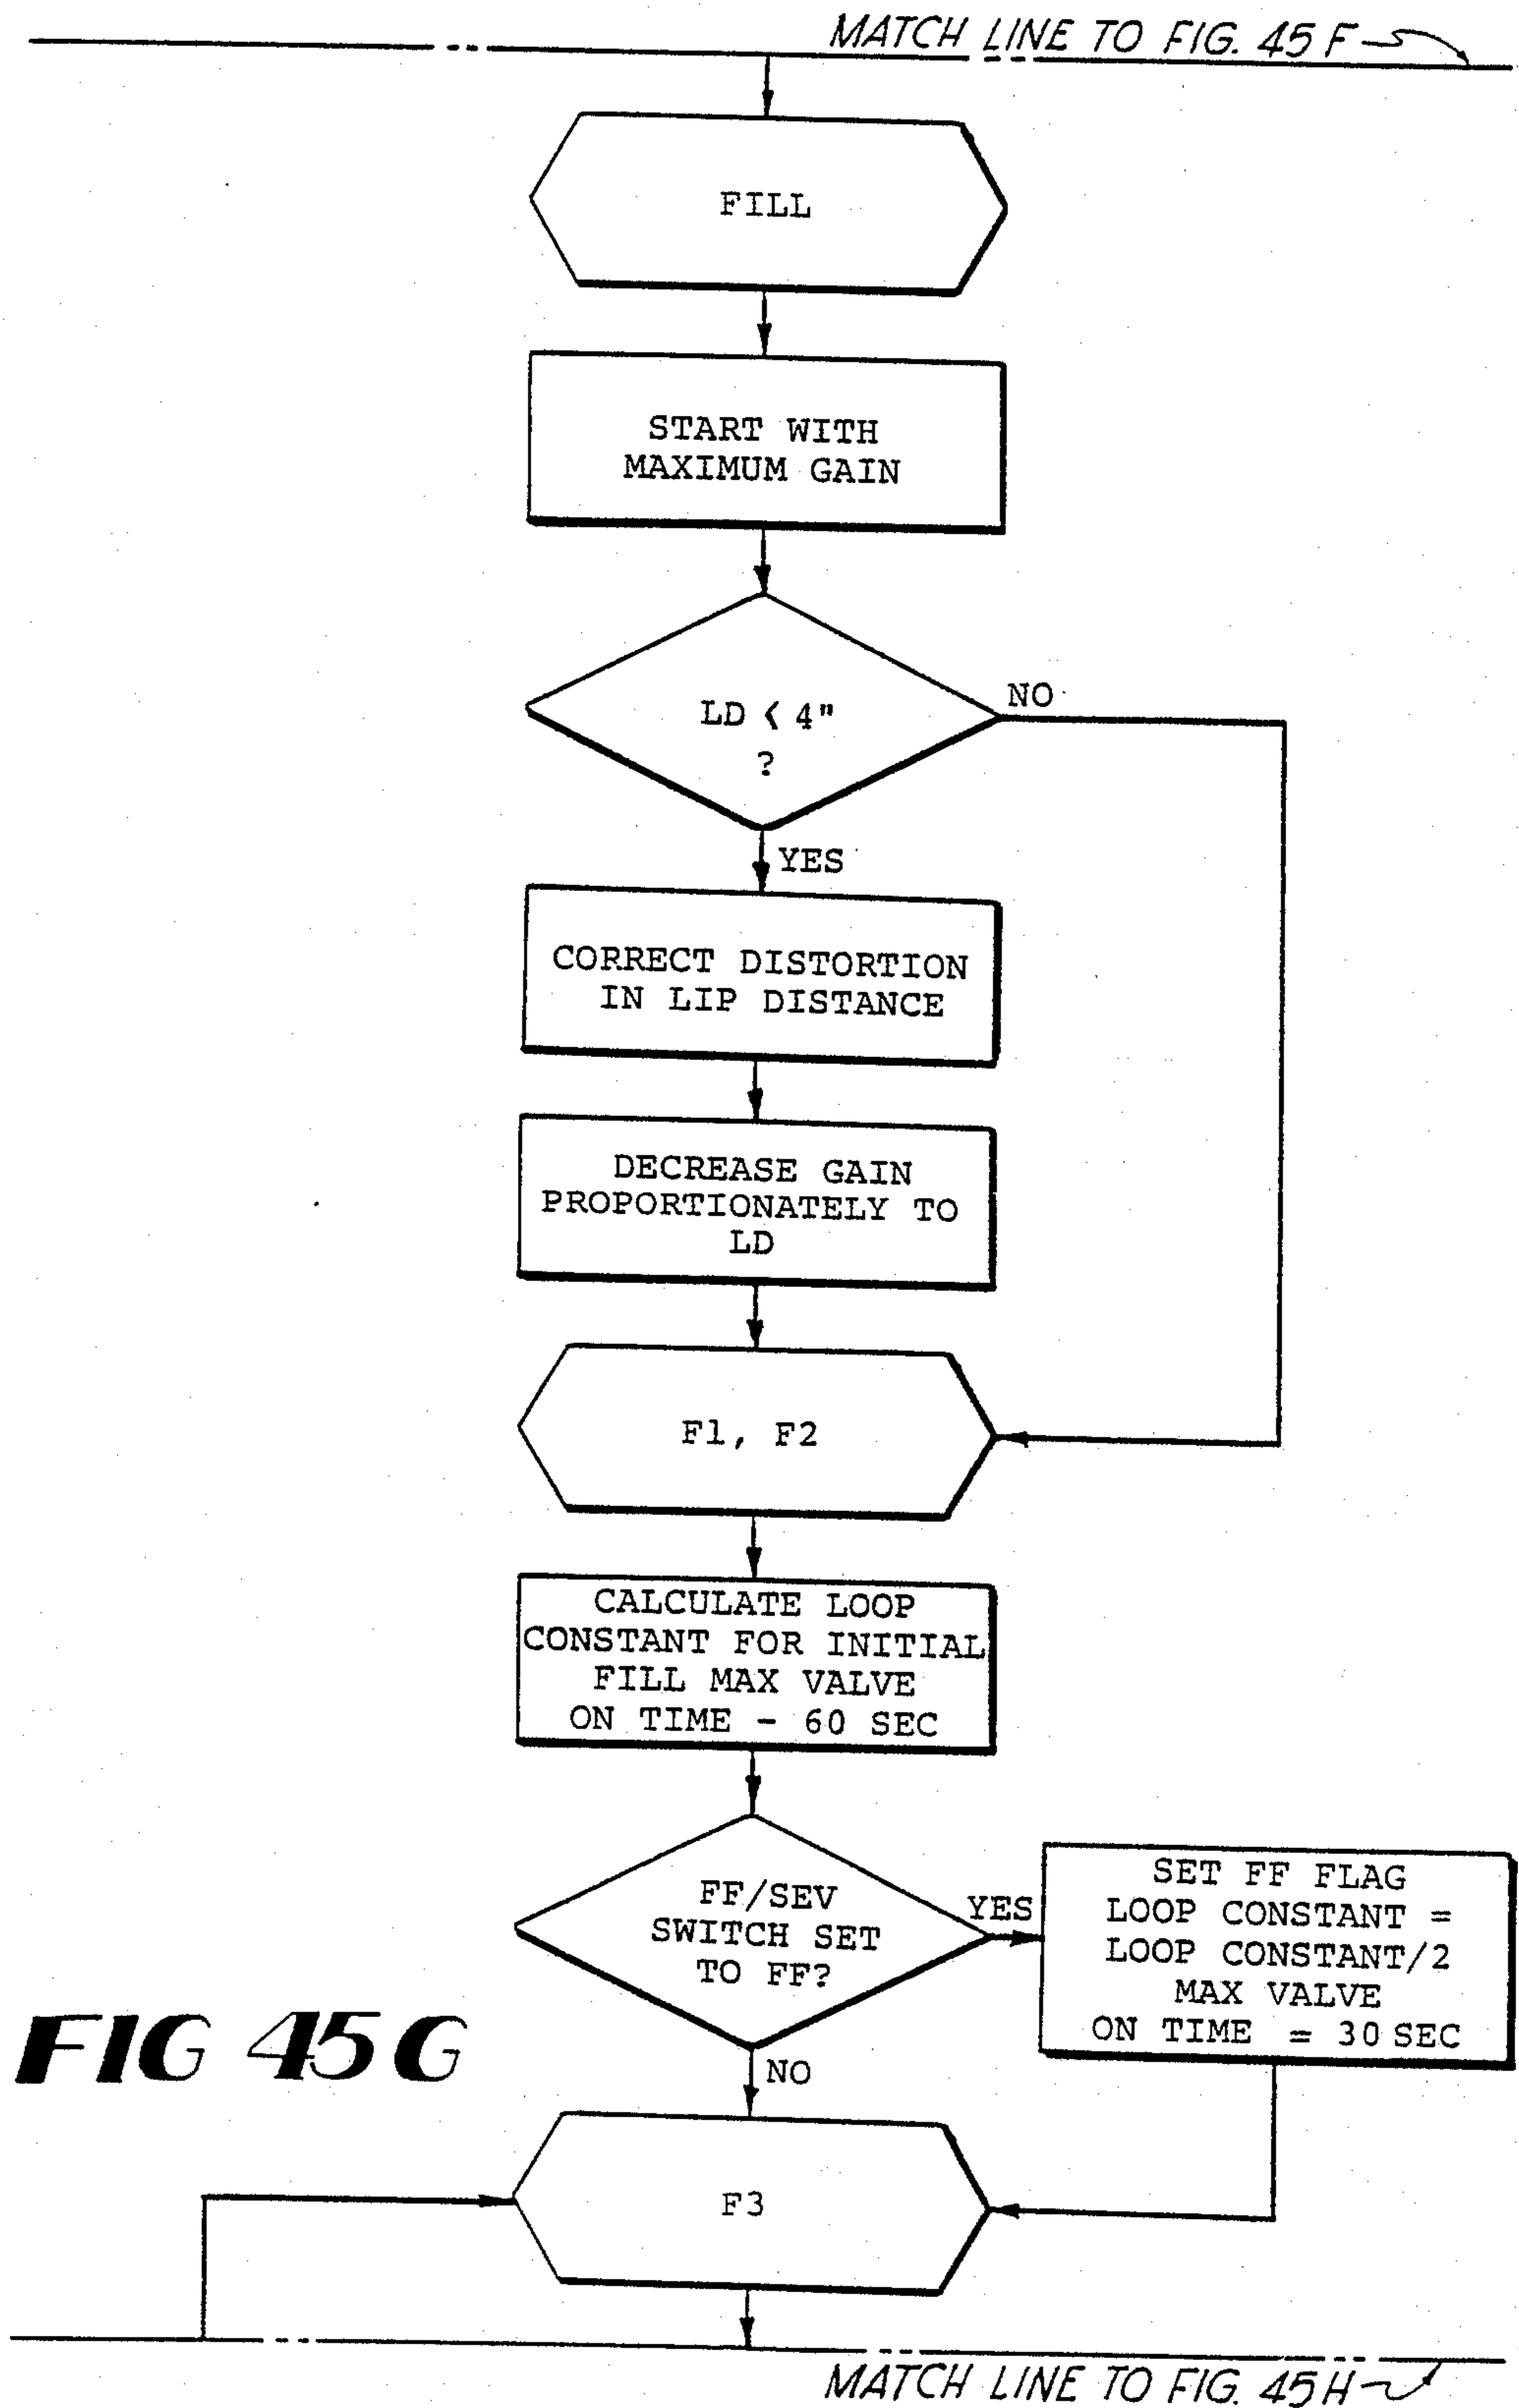 MATCH LINE TO FIG. 45 F
FILL
START WITH
MAXIMUM GAIN
LD < 4"
?
NO
YES
CORRECT DISTORTION
IN LIP DISTANCE
DECREASE GAIN
PROPORTIONATELY TO
LD
F1, F2
CALCULATE LOOP
CONSTANT FOR INITIAL
FILL MAX VALVE
ON TIME - 60 SEC
FF/SEV
SWITCH SET
TO FF?
YES
SET FF FLAG
LOOP CONSTANT =
LOOP CONSTANT/2
MAX VALVE
ON TIME = 30 SEC
NO
FIG 45G
F3
MATCH LINE TO FIG. 45 H